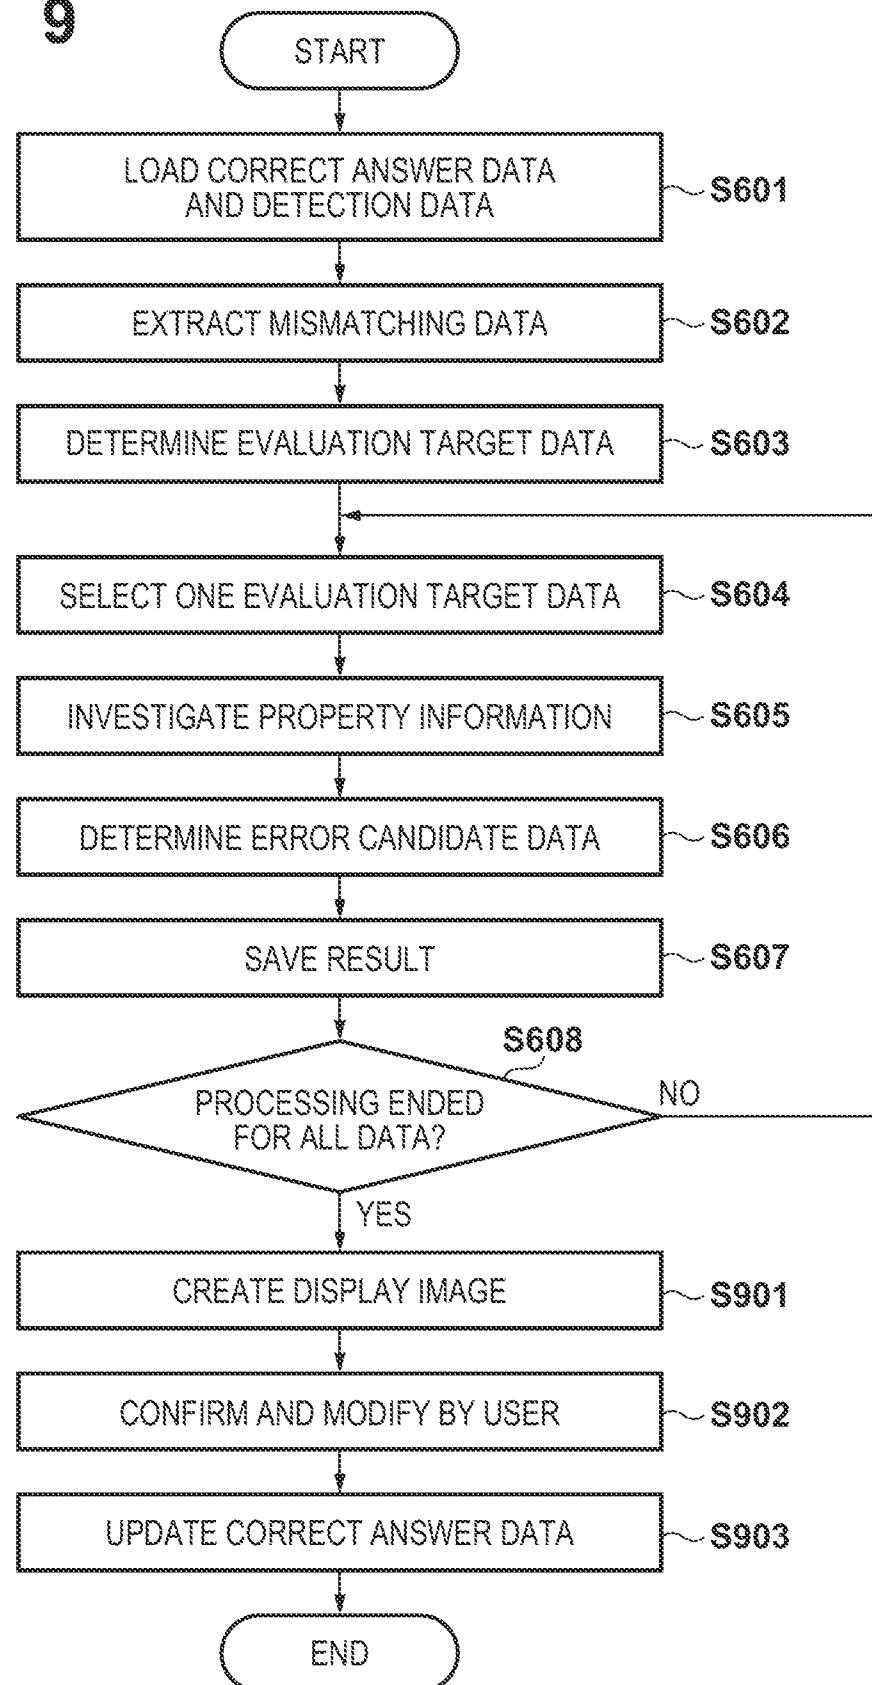 9
START
LOAD CORRECT ANSWER DATA
AND DETECTION DATA
S601
EXTRACT MISMATCHING DATA
S602
DETERMINE EVALUATION TARGET DATA
S603
SELECT ONE EVALUATION TARGET DATA
S604
INVESTIGATE PROPERTY INFORMATION
S605
DETERMINE ERROR CANDIDATE DATA
S606
SAVE RESULT
S607
S608
PROCESSING ENDED
FOR ALL DATA?
NO
YES
CREATE DISPLAY IMAGE
S901
CONFIRM AND MODIFY BY USER
S902
UPDATE CORRECT ANSWER DATA
S903
END